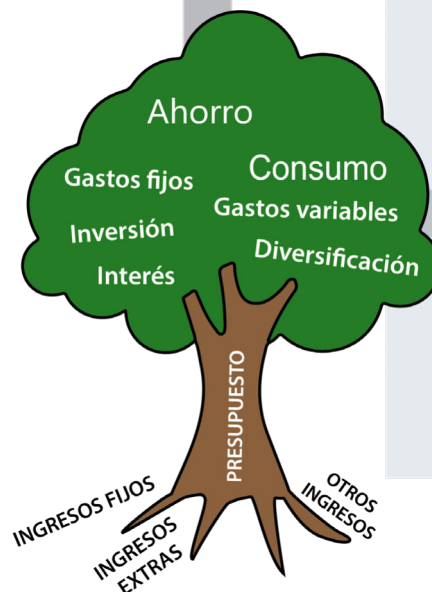 Ahorro
Consumo
Gastos fijos
Gastos variables
Inversión
Diversificación
Interés
PRESUPUESTO
INGRESOS FIJOS
INGRESOS
EXTRAS
OTROS
INGRESOS